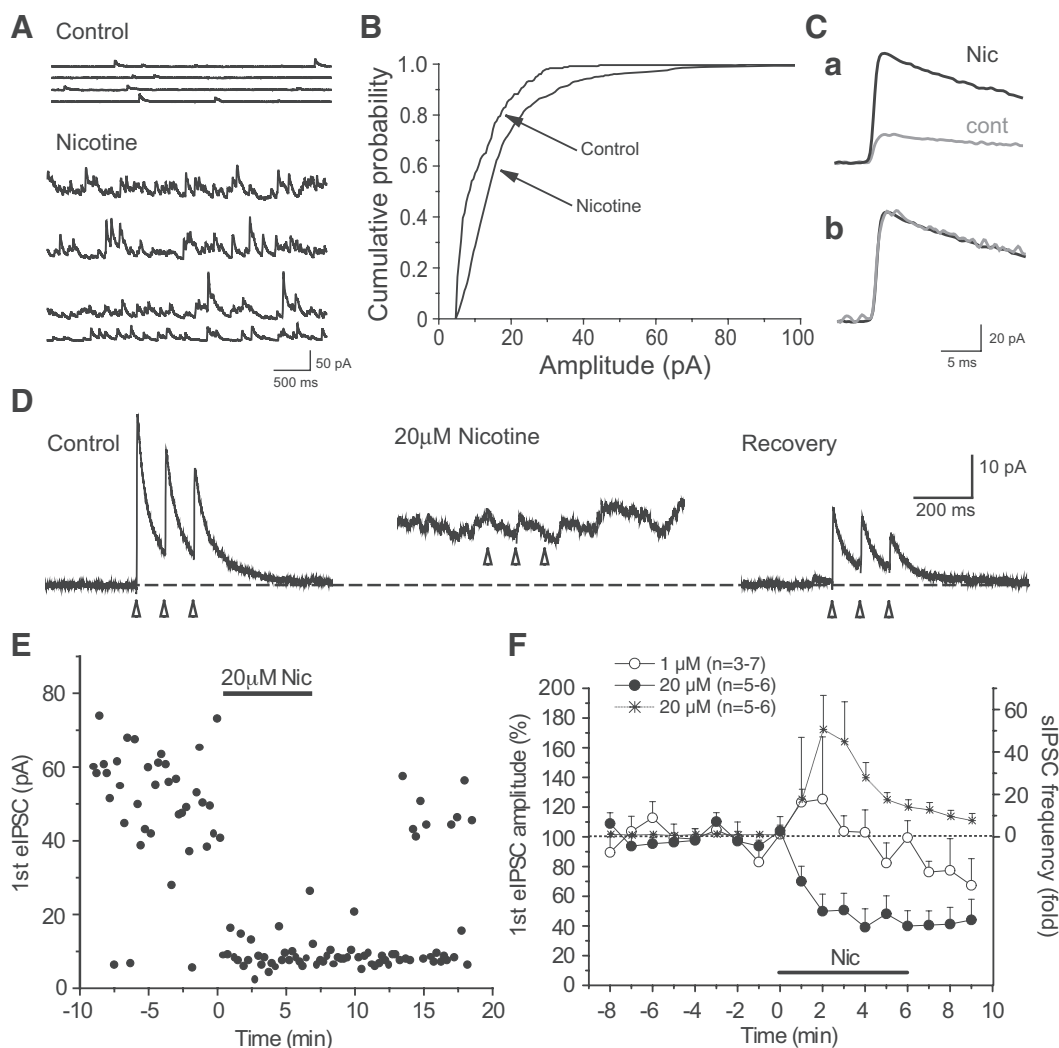 A
Control
Nicotine
50 pA
500 ms
B
Cumulative probability
1.0
0.8
0.6
0.4
0.2
0
0
20
40
60
80
100
Amplitude (pA)
Control
Nicotine
C
a
Nic
cont
b
20 pA
5 ms
D
Control
20μM Nicotine
Recovery
10 pA
200 ms
E
1st eIPSC (pA)
80
60
40
20
0
20μM Nic
-10
-5
0
5
10
15
20
Time (min)
F
1 μM (n=3-7)
20 μM (n=5-6)
20 μM (n=5-6)
1st eIPSC amplitude (%)
200
180
160
140
120
100
80
60
40
20
0
sIPSC frequency (fold)
60
40
20
0
Nic
-8
-6
-4
-2
0
2
4
6
8
10
Time (min)